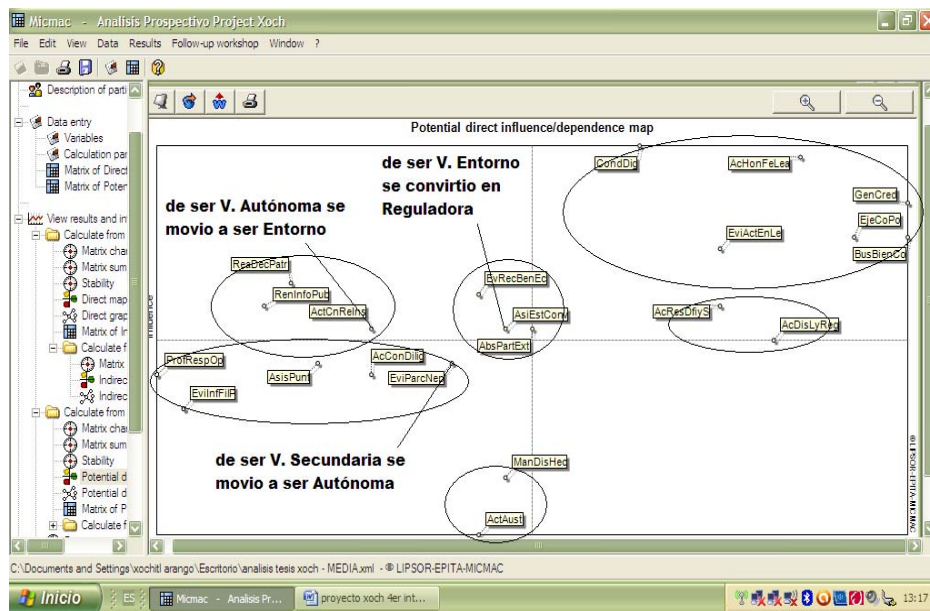 Micmac - Analisis Prospectivo Project Xoch
File Edit View Data Results Follow-up workshop Window ?
Description of parti
Data entry
Variables
Calculation par
Matrix of Direct
Matrix of Poten
View results and in
Calculate from
Matrix char
Matrix sum
Stability
Direct map
Direct grap
Matrix of In
Calculate f
Matrix
Indirec
Indirec
Calculate from
Matrix char
Matrix sum
Stability
Potential d
Potential d
Matrix of P
Calculate f
Potential direct influence/dependence map
de ser V. Entorno
se convirtio en
Reguladora
de ser V. Autónoma se
movio a ser Entorno
CondDig
AcHonFeLea
GenCred
EjeCoPo
EviActEnLe
BusBienCo
ReaDecPatr
EvRecBenEc
RenInfoPub
ActCnReIns
AsiEstConv
AcResDfiyS
AcDisLyReg
AbsPartExt
Influence
ProfRespOp
AcConDilig
AsisPunt
EviParcNep
EviInfFilP
de ser V. Secundaria se
movio a ser Autónoma
ManDisHec
ActAust
© LIPSOR-EPITA-MICMAC
C:\Documents and Settings\xochitl arango\Escritorio\analisis tesis xoch - MEDIA.xml - © LIPSOR-EPITA-MICMAC
Inicio
ES
Micmac - Analisis Pr...
proyecto xoch 4er int...
13:17